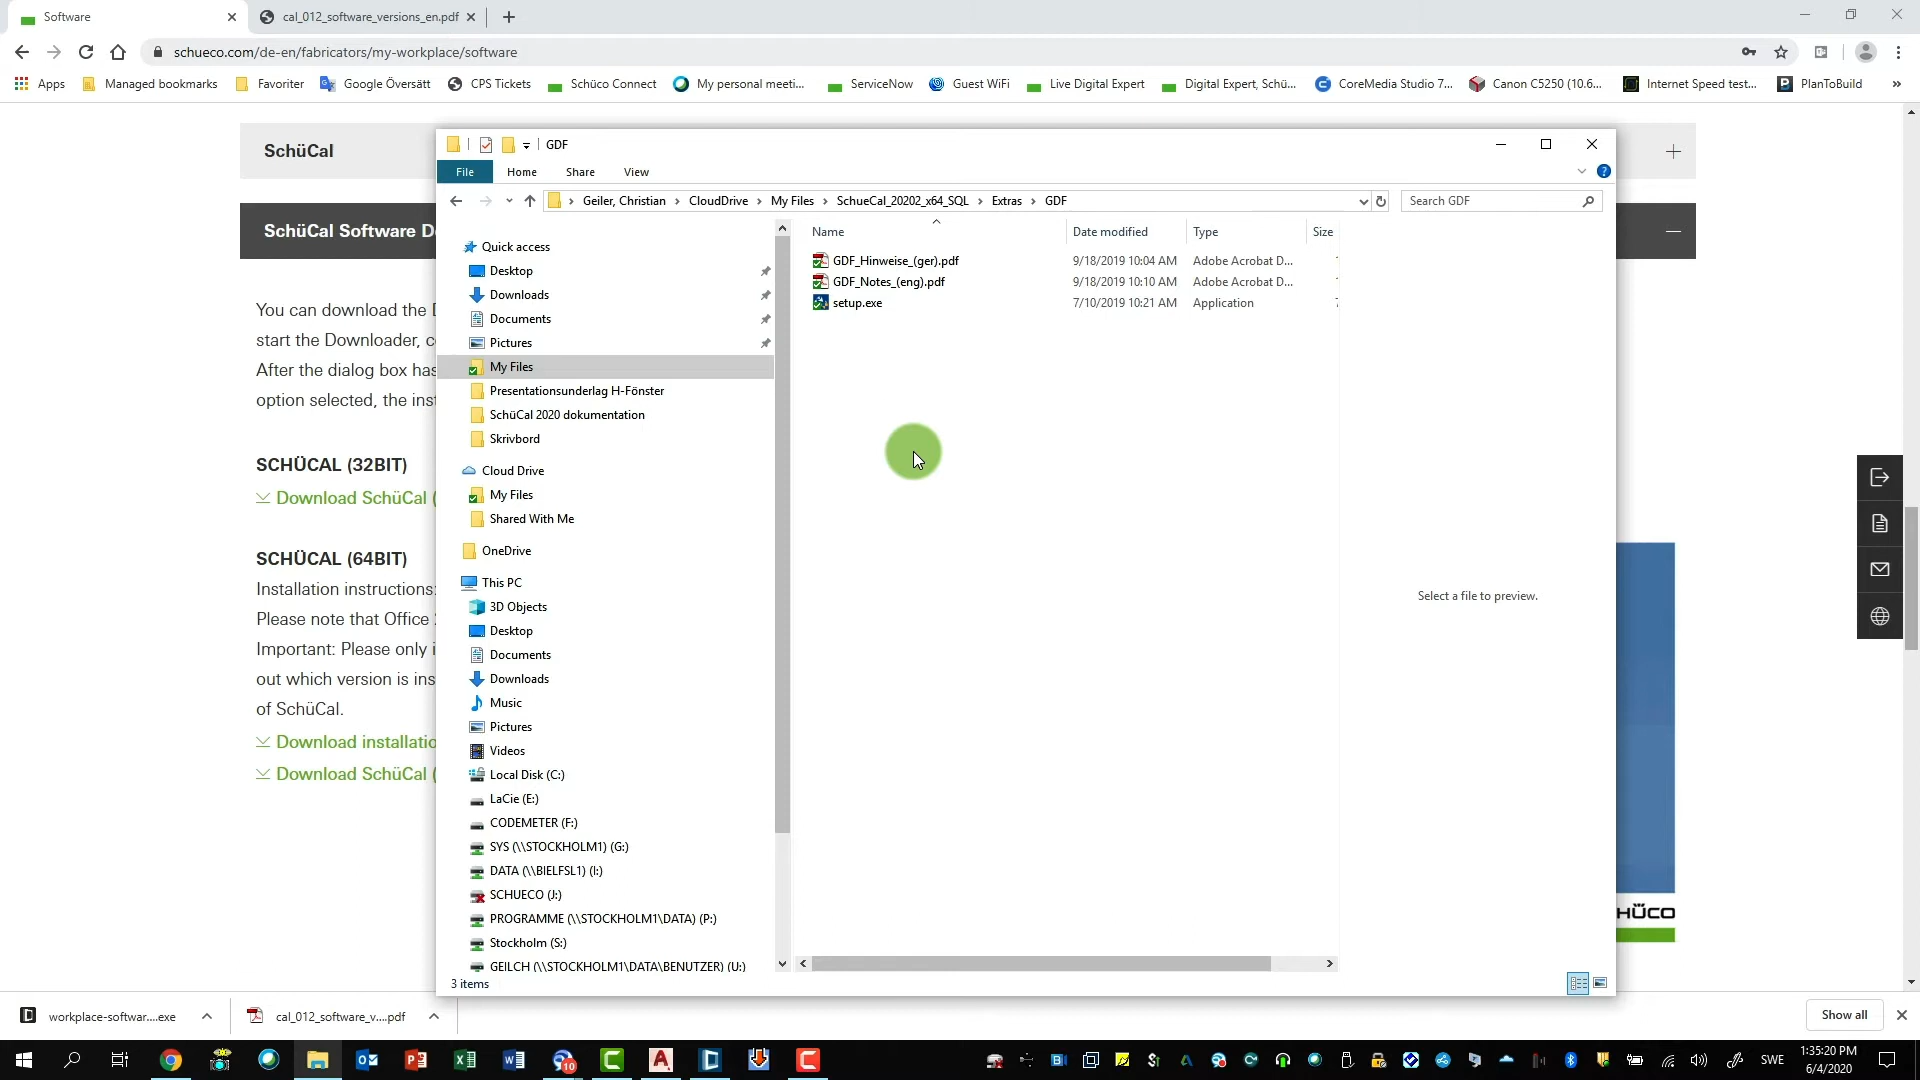 Software
cal_012_software_versions_en.pdf
schueco.com/de-en/fabricators/my-workplace/software
Apps
Managed bookmarks
Favoriter
Google Översätt
CPS Tickets
Schüco Connect
My personal meeti...
ServiceNow
Guest WiFi
Live Digital Expert
Digital Expert, Schü...
CoreMedia Studio 7...
Canon C5250 (10.6...
Internet Speed test...
PlanToBuild
»
SchüCal
SchüCal Software D
You can download the
start the Downloader, c
After the dialog box has
option selected, the inst
SCHÜCAL (32BIT)
Download SchüCal (
SCHÜCAL (64BIT)
Installation instructions:
Please note that Office
Important: Please only i
out which version is ins
of SchüCal.
Download installatio
Download SchüCal (
GDF
File
Home
Share
View
Geiler, Christian > CloudDrive > My Files > SchueCal_20202_x64_SQL > Extras > GDF
Search GDF
Quick access
Desktop
Downloads
Documents
Pictures
My Files
Presentationsunderlag H-Fönster
SchüCal 2020 dokumentation
Skrivbord
Cloud Drive
My Files
Shared With Me
OneDrive
This PC
3D Objects
Desktop
Documents
Downloads
Music
Pictures
Videos
Local Disk (C:)
LaCie (E:)
CODEMETER (F:)
SYS (\\STOCKHOLM1) (G:)
DATA (\\BIELFSL1) (I:)
SCHUECO (J:)
PROGRAMME (\\STOCKHOLM1\DATA) (P:)
Stockholm (S:)
GEILCH (\\STOCKHOLM1\DATA\BENUTZER) (U:)
Name
Date modified
Type
Size
GDF_Hinweise_(ger).pdf
9/18/2019 10:04 AM
Adobe Acrobat D...
GDF_Notes_(eng).pdf
9/18/2019 10:10 AM
Adobe Acrobat D...
setup.exe
7/10/2019 10:21 AM
Application
Select a file to preview.
3 items
HÜCO
workplace-softwar....exe
cal_012_software_v....pdf
Show all
10
SWE
1:35:20 PM
6/4/2020